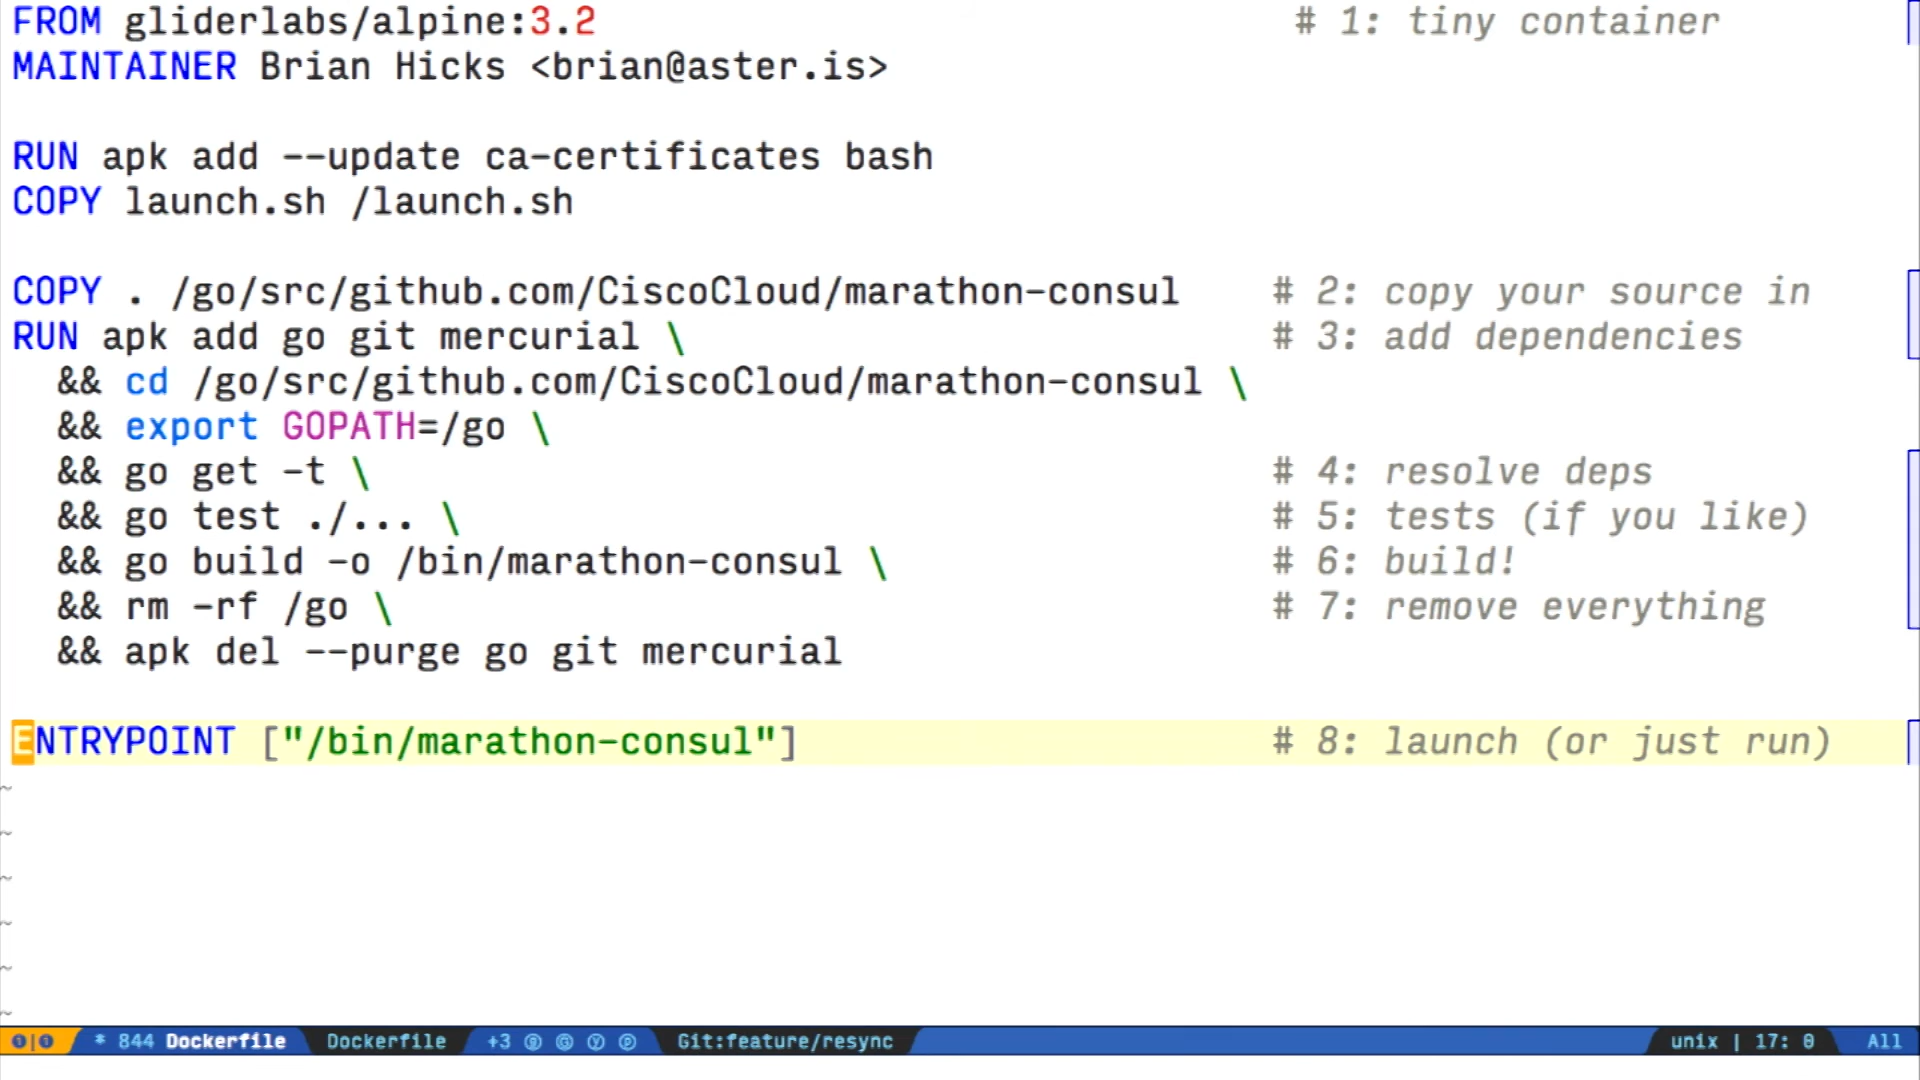 FROM gliderlabs/alpine:3.2 # 1: tiny container
MAINTAINER Brian Hicks <brian@aster.is>
RUN apk add --update ca-certificates bash
COPY launch.sh /launch.sh
COPY . /go/src/github.com/CiscoCloud/marathon-consul # 2: copy your source in
RUN apk add go git mercurial \ # 3: add dependencies
&& cd /go/src/github.com/CiscoCloud/marathon-consul \
&& export GOPATH=/go \
&& go get -t \ # 4: resolve deps
&& go test ./... \ # 5: tests (if you like)
&& go build -o /bin/marathon-consul \ # 6: build!
&& rm -rf /go \ # 7: remove everything
&& apk del --purge go git mercurial
ENTRYPOINT ["/bin/marathon-consul"] # 8: launch (or just run)
~
~
~
~
~
~
❶|❶ * 844 Dockerfile Dockerfile +3 ⓨ ⓟ Git:feature/resync unix | 17: 0 All